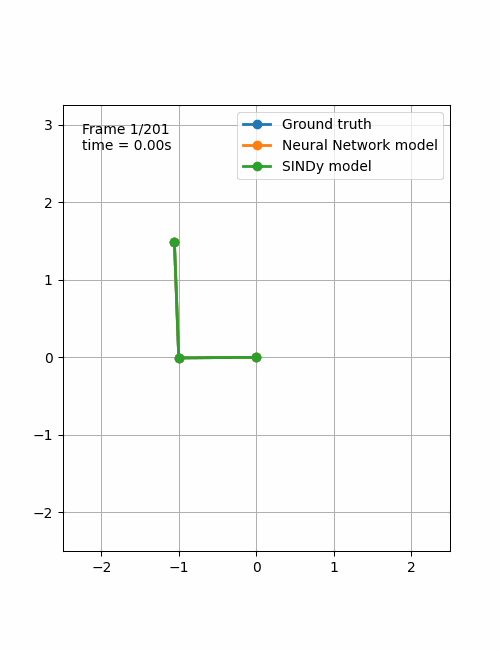 Frame 1/201
time = 0.00s
Ground truth
Neural Network model
SINDy model
3
2
1
0
−1
−2
−2
−1
0
1
2